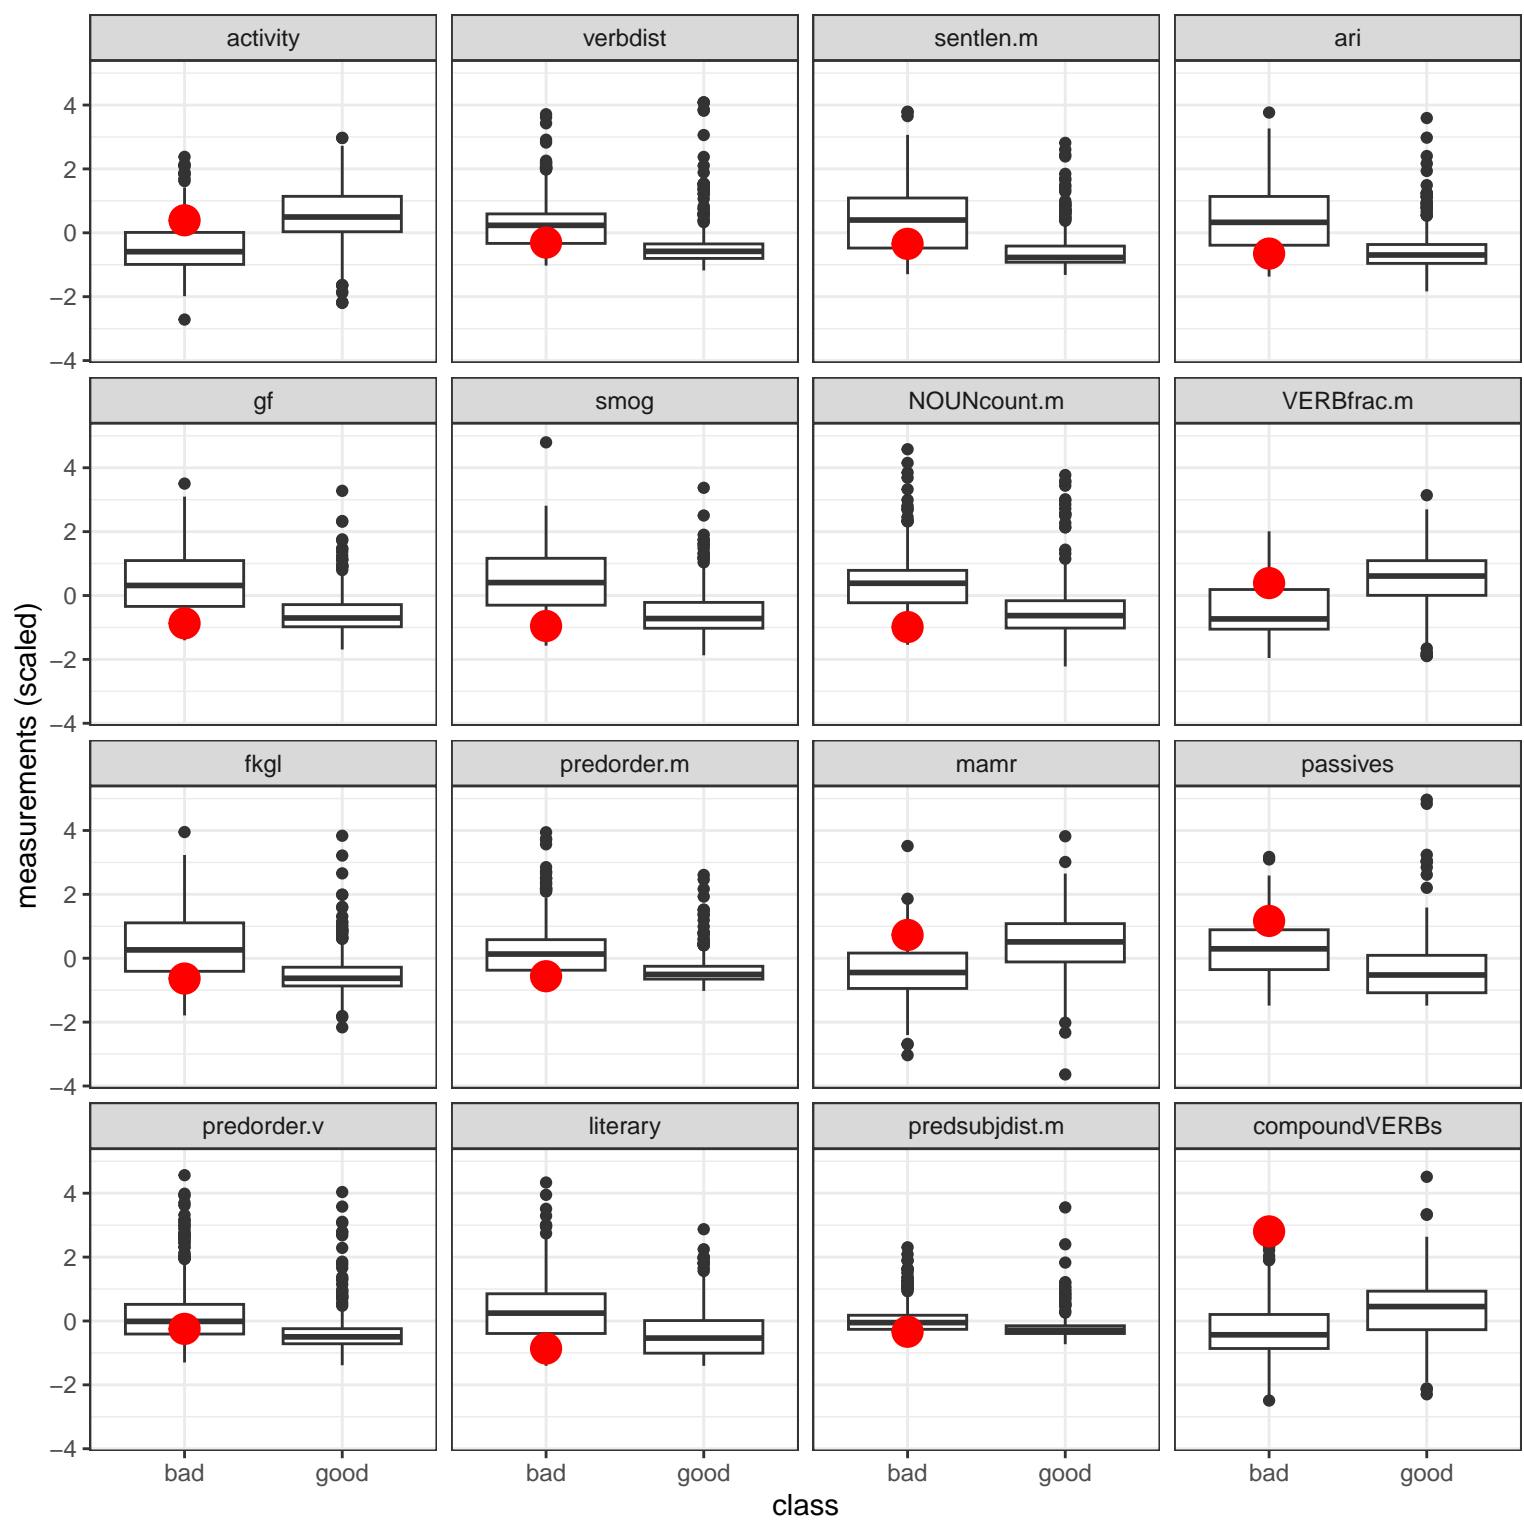 activity verbdist sentlen.m ari
4
2
0
−2
−4
gf smog NOUNcount.m VERBfrac.m
4
2
0
−2
−4
fkgl predorder.m mamr passives
4
2
0
−2
−4
predorder.v literary predsubjdist.m compoundVERBs
4
2
0
−2
−4
bad good bad good bad good bad good
class
measurements (scaled)